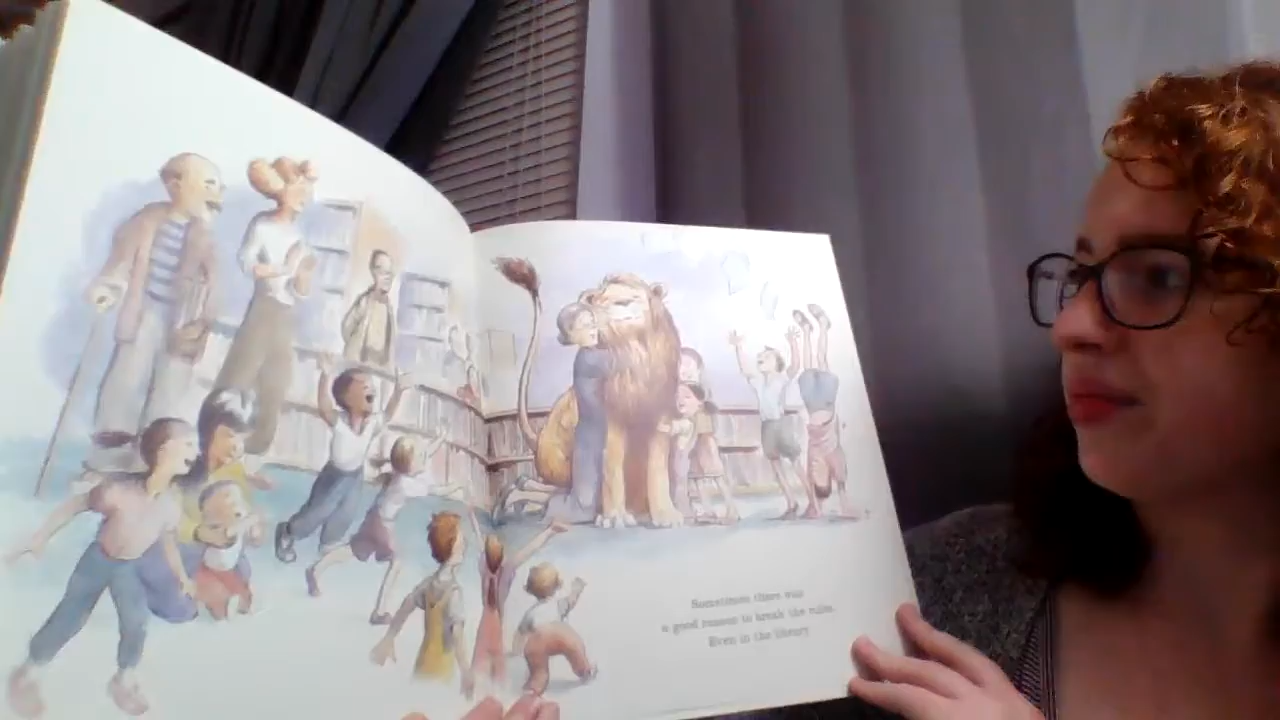 Sometimes there was
a good reason to break the rules.
Even in the library.